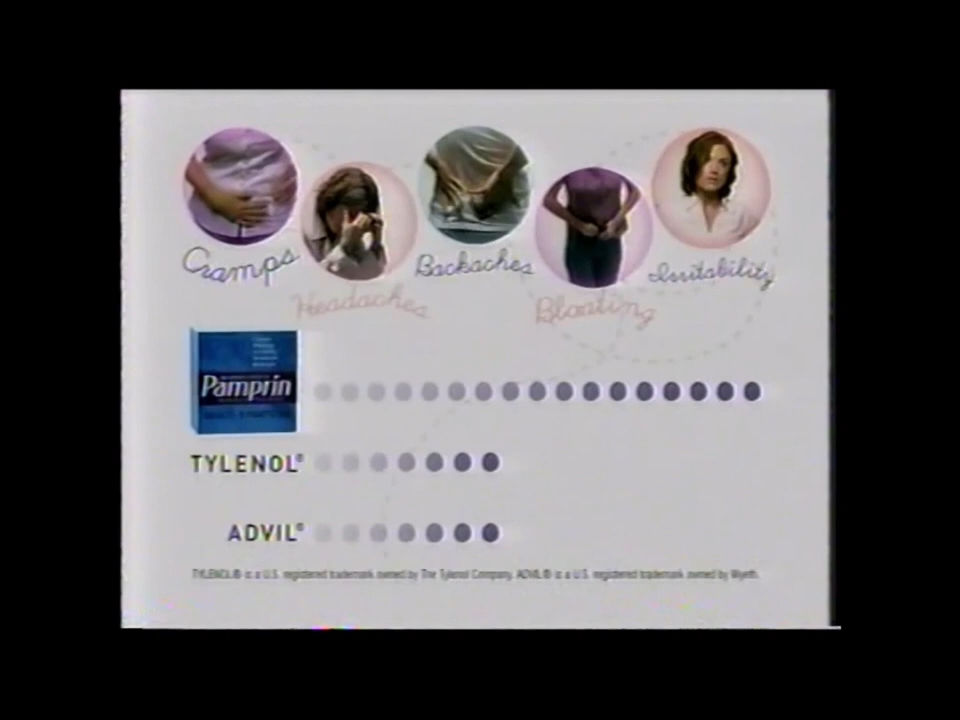 Cramps
Headaches
Backaches
Bloating
Irritability
Pamprin
TYLENOL®
ADVIL®
TYLENOL® is a U.S. registered trademark owned by The Tylenol Company. ADVIL® is a U.S. registered trademark owned by Wyeth.